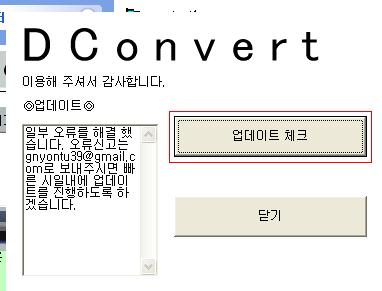 DConvert
이용해 주셔서 감사합니다.
◎업데이트◎
일부 오류를 해결 했
습니다. 오류신고는
gnyontu39@gmail,c
om로 보내주시면 빠
른 시일내에 업데이
트를 진행하도록 하
겠습니다.
업데이트 체크
닫기